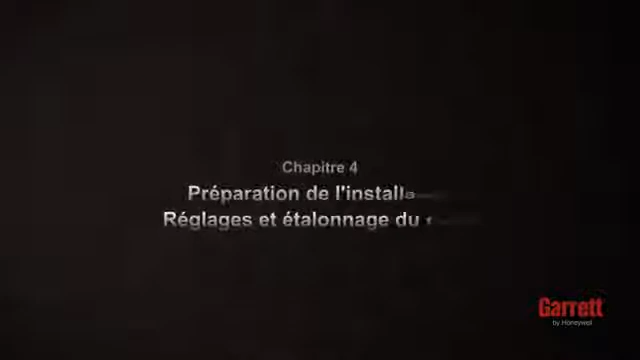 Chapitre 4
Préparation de l'install
Réglages et étalonnage du
Garrett
by Honeywell